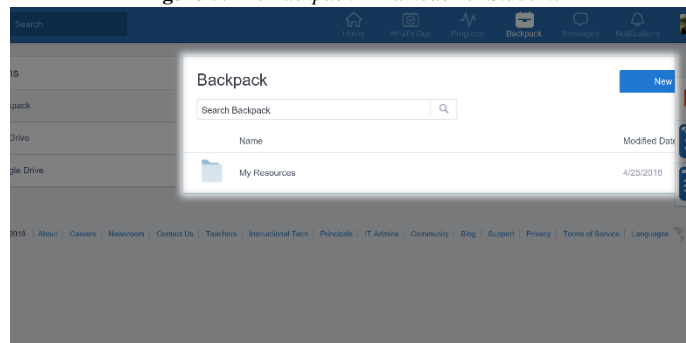 Search
Home What's Due Progress Backpack Messages Notifications
Backpack
New
Search Backpack
Name Modified Date
Drive
My Resources 4/25/2018
gle Drive
2018 | About | Careers | Newsroom | Contact Us | Teachers | Instructional Tech | Principals | IT Admins | Community | Blog | Support | Privacy | Terms of Service | Languages